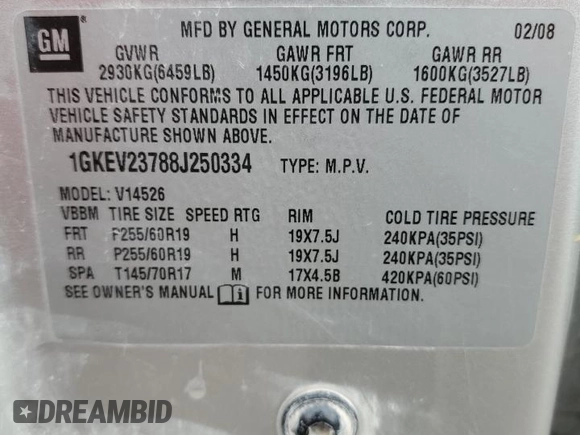 GM
MFD BY GENERAL MOTORS CORP. 02/08
GVWR GAWR FRT GAWR RR
2930KG(6459LB) 1450KG(3196LB) 1600KG(3527LB)
THIS VEHICLE CONFORMS TO ALL APPLICABLE U.S. FEDERAL MOTOR
VEHICLE SAFETY STANDARDS IN EFFECT ON THE DATE OF
MANUFACTURE SHOWN ABOVE.
1GKEV23788J250334 TYPE: M.P.V.
MODEL: V14526
VBBM TIRE SIZE SPEED RTG RIM COLD TIRE PRESSURE
FRT P255/60R19 H 19X7.5J 240KPA(35PSI)
RR P255/60R19 H 19X7.5J 240KPA(35PSI)
SPA T145/70R17 M 17X4.5B 420KPA(60PSI)
SEE OWNER'S MANUAL i FOR MORE INFORMATION.
DREAMBID